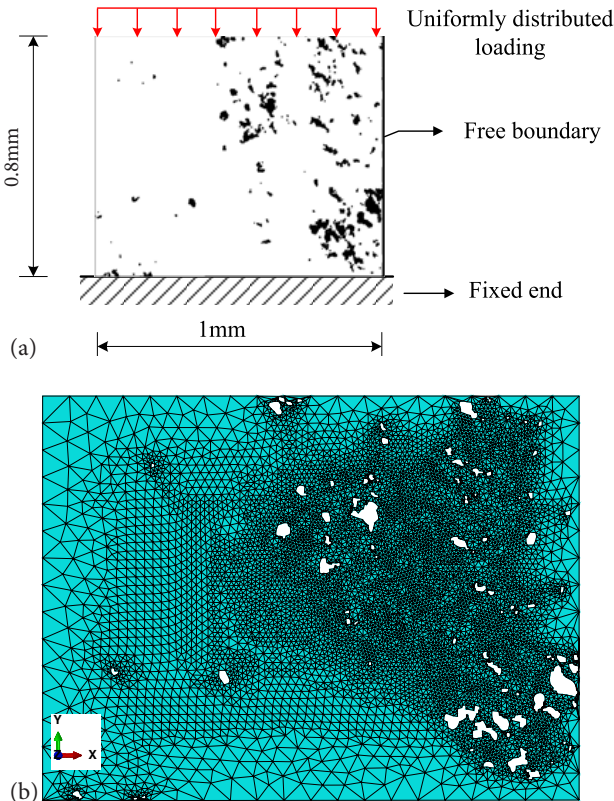 Uniformly distributed
loading
Free boundary
0.8mm
Fixed end
1mm
(a)
Y
X
(b)